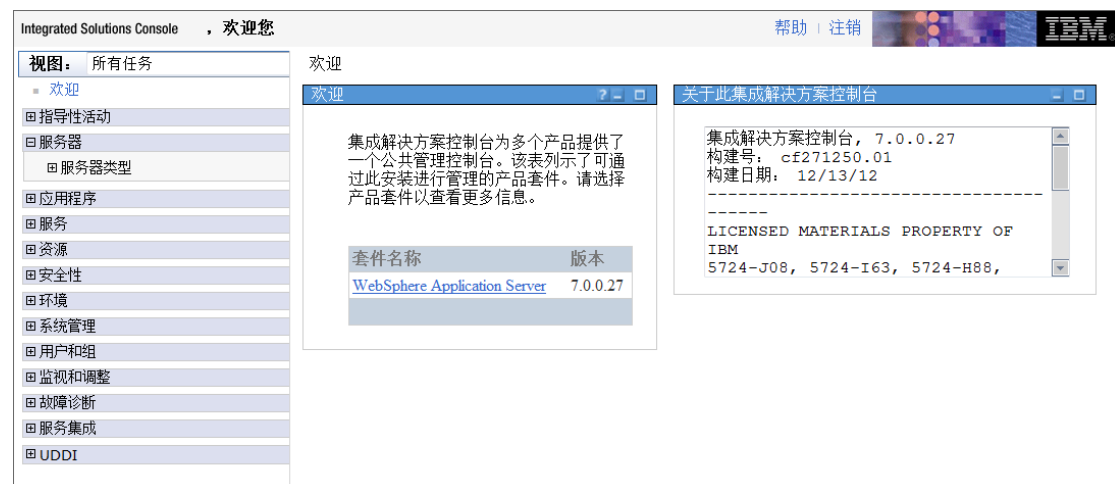 Integrated Solutions Console ，欢迎您
帮助 注销
IBM.
视图： 所有任务
欢迎
指导性活动
服务器
服务器类型
应用程序
服务
资源
安全性
环境
系统管理
用户和组
监视和调整
故障诊断
服务集成
UDDI
欢迎
欢迎 ?
集成解决方案控制台为多个产品提供了
一个公共管理控制台。该表列示了可通
过此安装进行管理的产品套件。请选择
产品套件以查看更多信息。
套件名称 版本
WebSphere Application Server 7.0.0.27
关于此集成解决方案控制台
集成解决方案控制台, 7.0.0.27
构建号： cf271250.01
构建日期： 12/13/12
---------------------------------
------
LICENSED MATERIALS PROPERTY OF
IBM
5724-J08, 5724-I63, 5724-H88,